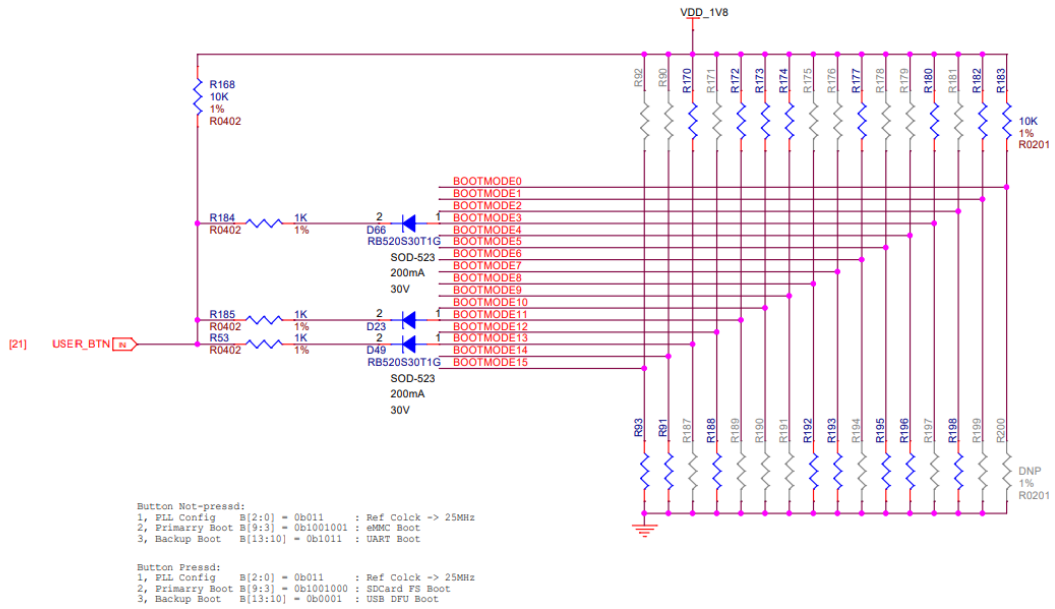 VDD_1V8
R92
R90
R170
R171
R172
R173
R174
R175
R176
R177
R178
R179
R180
R181
R182
R183
R168
10K
1%
R0402
10K
1%
R0201
BOOTMODE0
BOOTMODE1
BOOTMODE2
BOOTMODE3
BOOTMODE4
BOOTMODE5
BOOTMODE6
BOOTMODE7
BOOTMODE8
BOOTMODE9
BOOTMODE10
BOOTMODE11
BOOTMODE12
BOOTMODE13
BOOTMODE14
BOOTMODE15
R184
R0402
1K
1%
2
1
D66
RB520S30T1G
SOD-523
200mA
30V
R185
R0402
1K
1%
2
1
D23
R53
R0402
1K
1%
2
1
D49
RB520S30T1G
SOD-523
200mA
30V
[21] USER_BTN IN
R93
R91
R187
R188
R189
R190
R191
R192
R193
R194
R195
R196
R197
R198
R199
R200
DNP
1%
R0201
Button Not-pressd:
1, PLL Config B[2:0] = 0b011 : Ref Colck -> 25MHz
2, Primarry Boot B[9:3] = 0b1001001 : eMMC Boot
3, Backup Boot B[13:10] = 0b1011 : UART Boot
Button Pressd:
1, PLL Config B[2:0] = 0b011 : Ref Colck -> 25MHz
2, Primarry Boot B[9:3] = 0b1001000 : SDCard FS Boot
3, Backup Boot B[13:10] = 0b0001 : USB DFU Boot